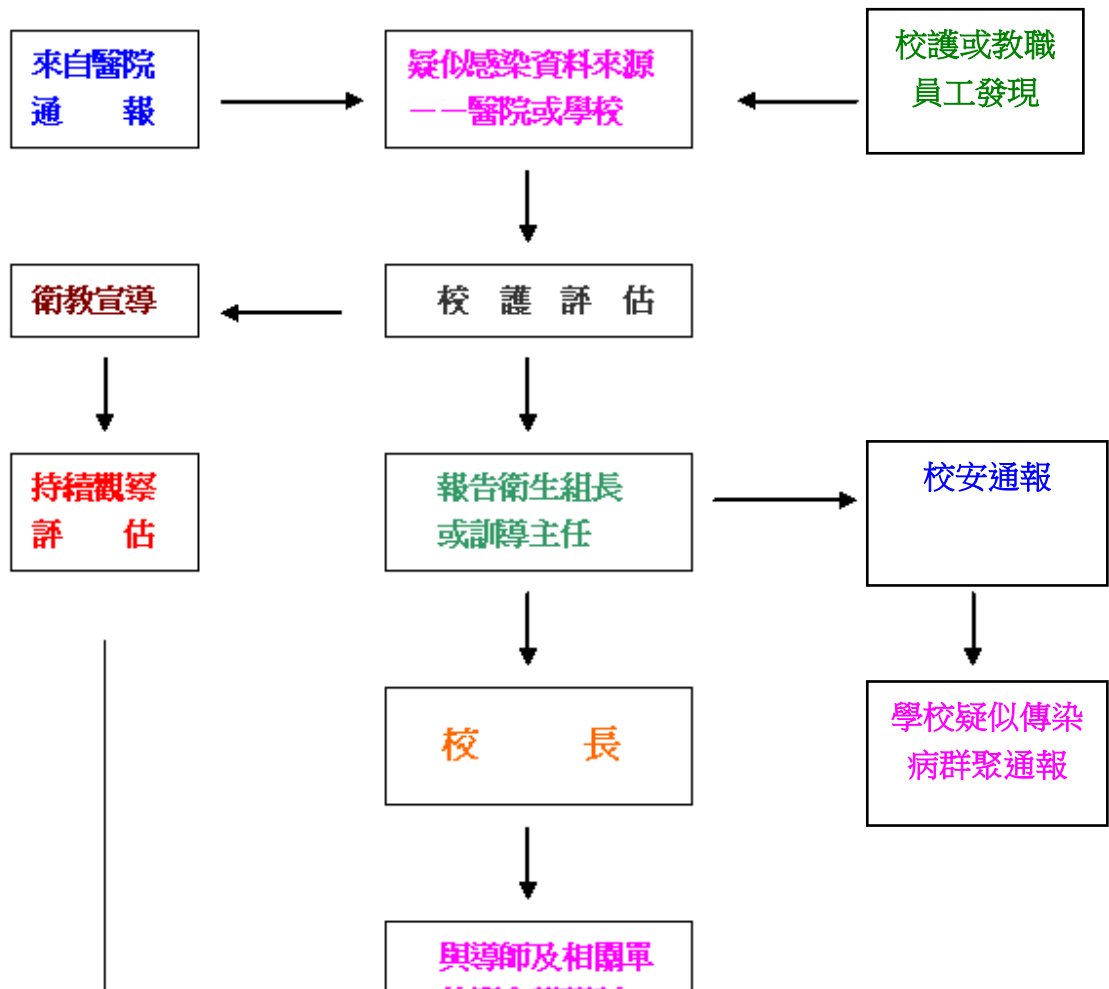 來自醫院
通 報
疑似感染資料來源
——醫院或學校
校護或教職
員工發現
衛教宣導
校 護 評 估
持續觀察
評 估
報告衛生組長
或訓導主任
校安通報
校 長
學校疑似傳染
病群聚通報
與導師及相關單